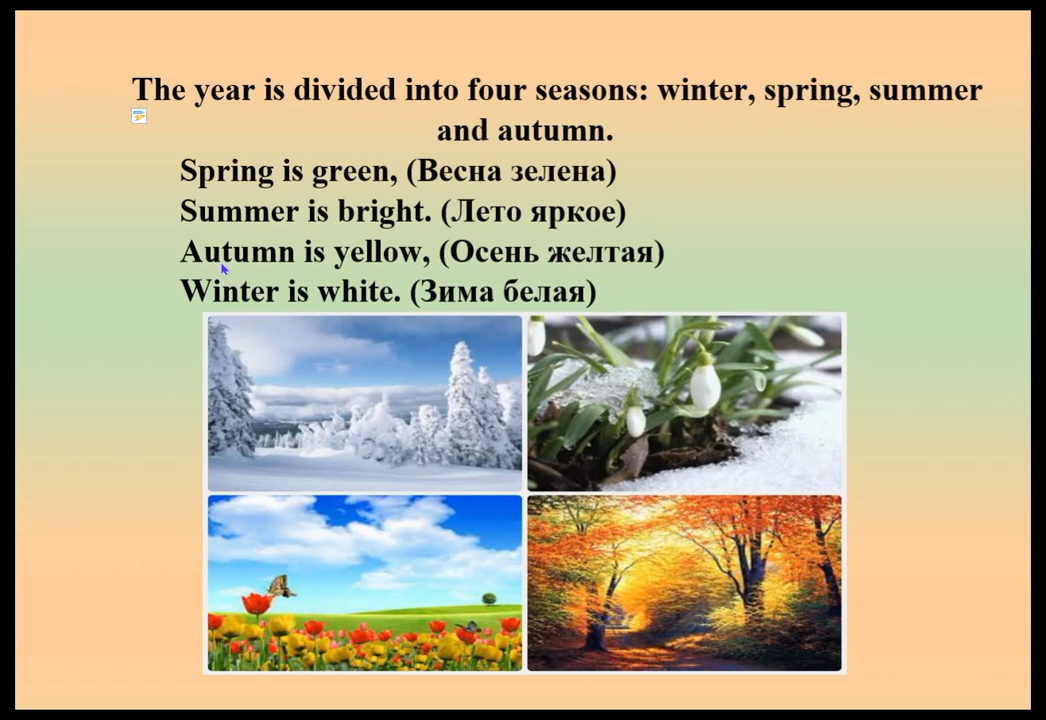 The year is divided into four seasons: winter, spring, summer
and autumn.
Spring is green, (Весна зелена)
Summer is bright. (Лето яркое)
Autumn is yellow, (Осень желтая)
Winter is white. (Зима белая)